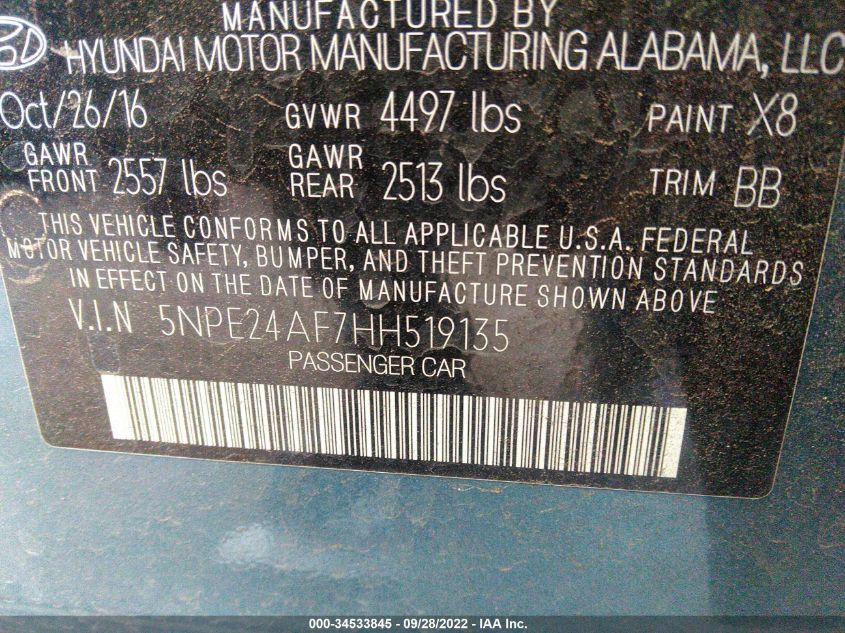 MANUFACTURED BY
HYUNDAI MOTOR MANUFACTURING ALABAMA, LLC
Oct/26/16 GVWR 4497 lbs PAINT X8
GAWR FRONT 2557 lbs GAWR REAR 2513 lbs TRIM BB
THIS VEHICLE CONFORMS TO ALL APPLICABLE U.S.A. FEDERAL
MOTOR VEHICLE SAFETY, BUMPER, AND THEFT PREVENTION STANDARDS
IN EFFECT ON THE DATE OF MANUFACTURE SHOWN ABOVE
V.I.N 5NPE24AF7HH519135
PASSENGER CAR
000-34533845 - 09/28/2022 - IAA Inc.